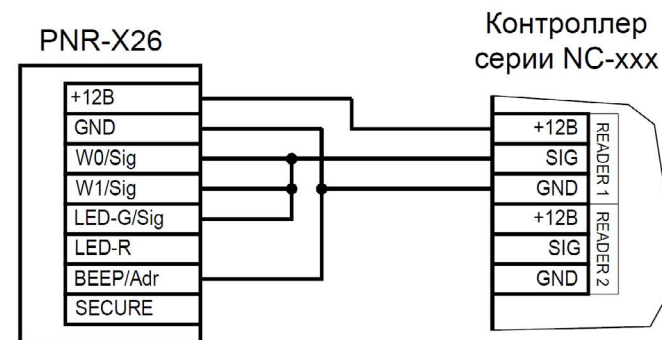 PNR-X26
+12В
GND
W0/Sig
W1/Sig
LED-G/Sig
LED-R
BEEP/Adr
SECURE
Контроллер
серии NC-xxx
+12В
SIG
GND
READER 1
+12В
SIG
GND
READER 2